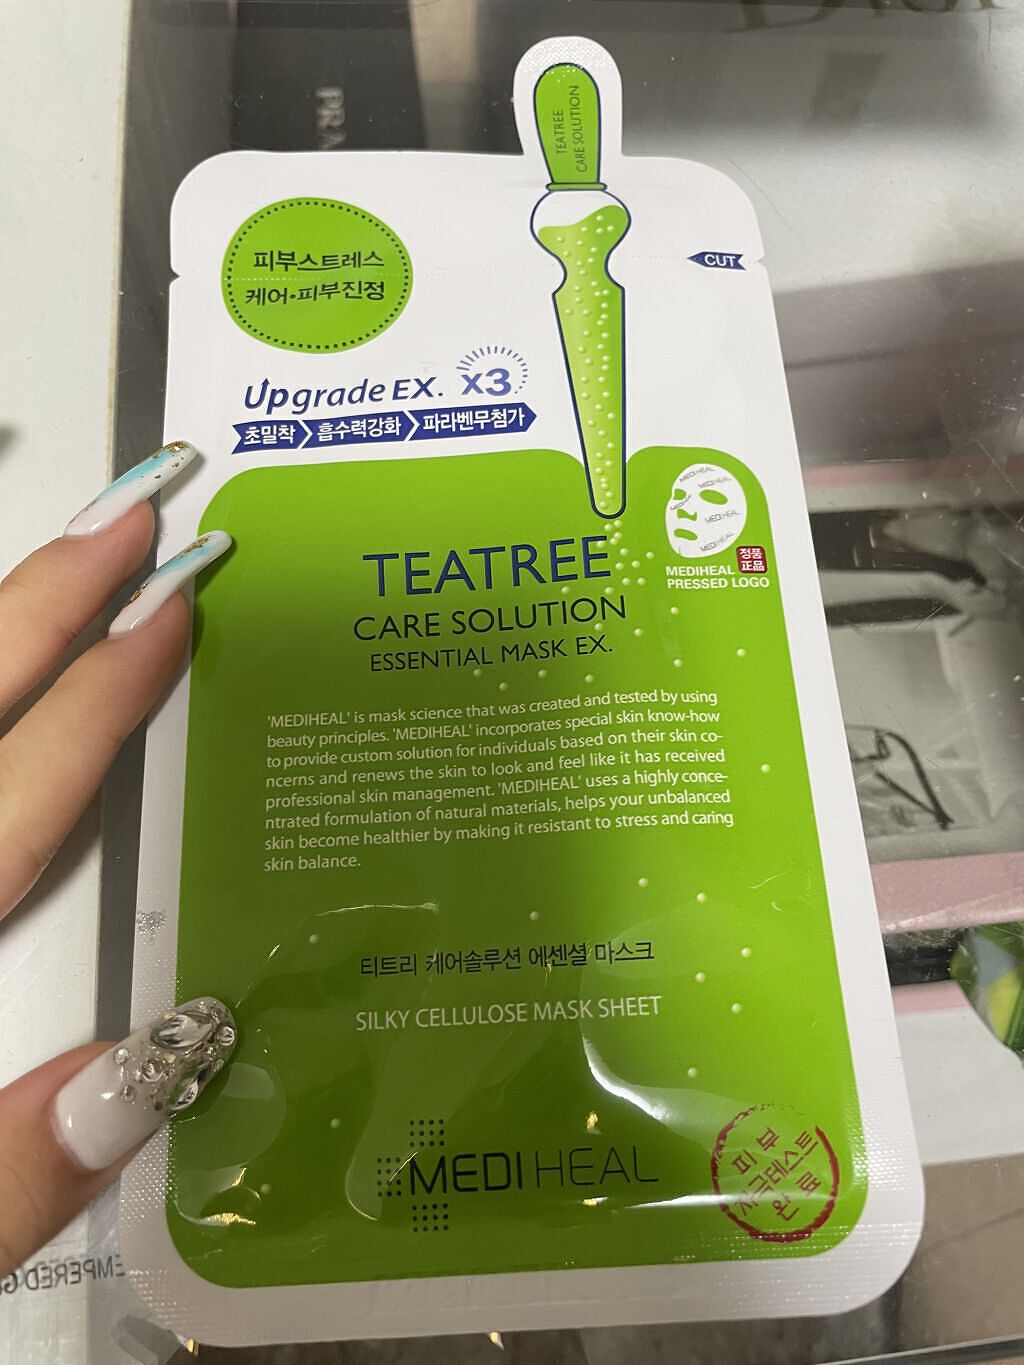 TEATREE
CARE SOLUTION
피부스트레스
케어•피부진정
CUT
Upgrade EX. x3
초밀착 흡수력강화 파라벤무첨가
MEDIHEAL
MEDIHEAL
MEDIHEAL
MEDIHEAL
정품
正品
MEDIHEAL
PRESSED LOGO
TEATREE
CARE SOLUTION
ESSENTIAL MASK EX.
'MEDIHEAL' is mask science that was created and tested by using
beauty principles. 'MEDIHEAL' incorporates special skin know-how
to provide custom solution for individuals based on their skin co-
ncerns and renews the skin to look and feel like it has received
professional skin management. 'MEDIHEAL' uses a highly conce-
ntrated formulation of natural materials, helps your unbalanced
skin become healthier by making it resistant to stress and caring
skin balance.
티트리 케어솔루션 에센셜 마스크
SILKY CELLULOSE MASK SHEET
MEDIHEAL
피부
스트레스
완료